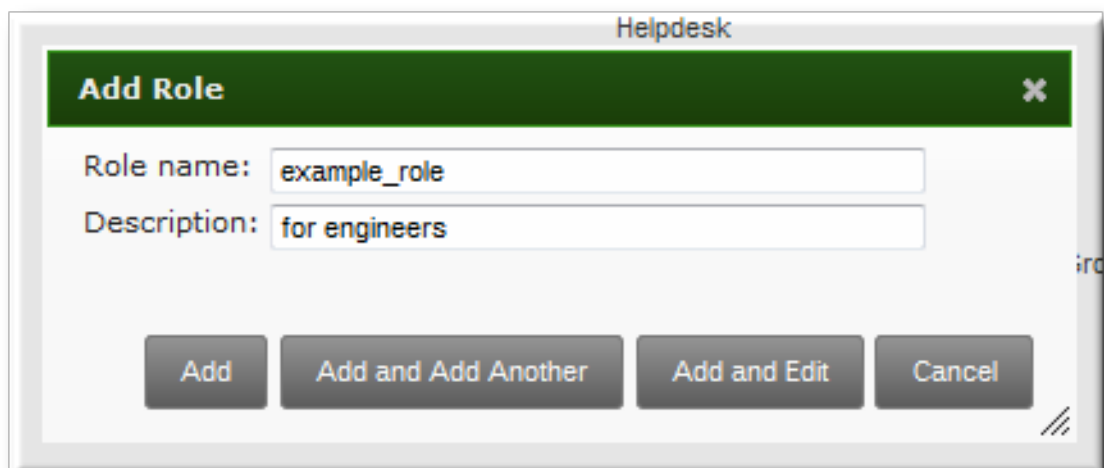 Helpdesk
Add Role
Role name: example_role
Description: for engineers
Add Add and Add Another Add and Edit Cancel